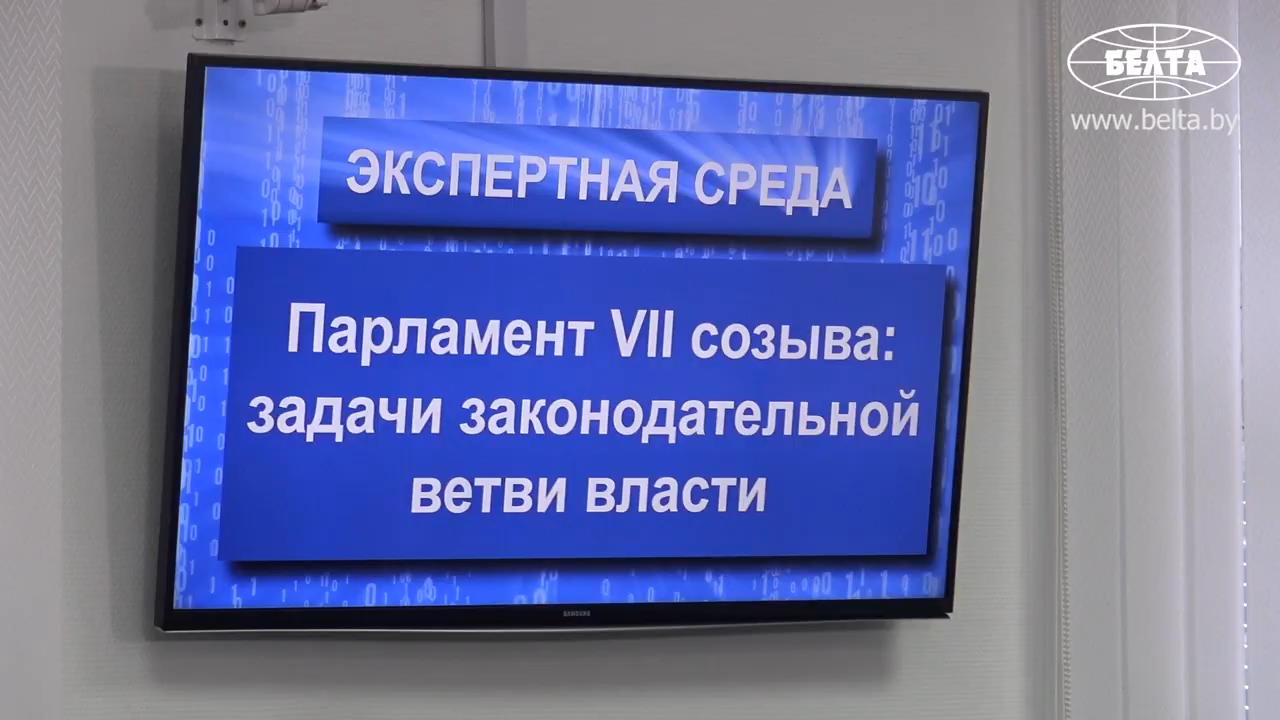 БЕЛТА
www.belta.by
ЭКСПЕРТНАЯ СРЕДА
Парламент VII созыва:
задачи законодательной
ветви власти
SAMSUNG